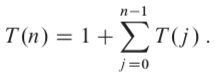 T(n) = 1 + \sum_{j=0}^{n-1} T(j) .